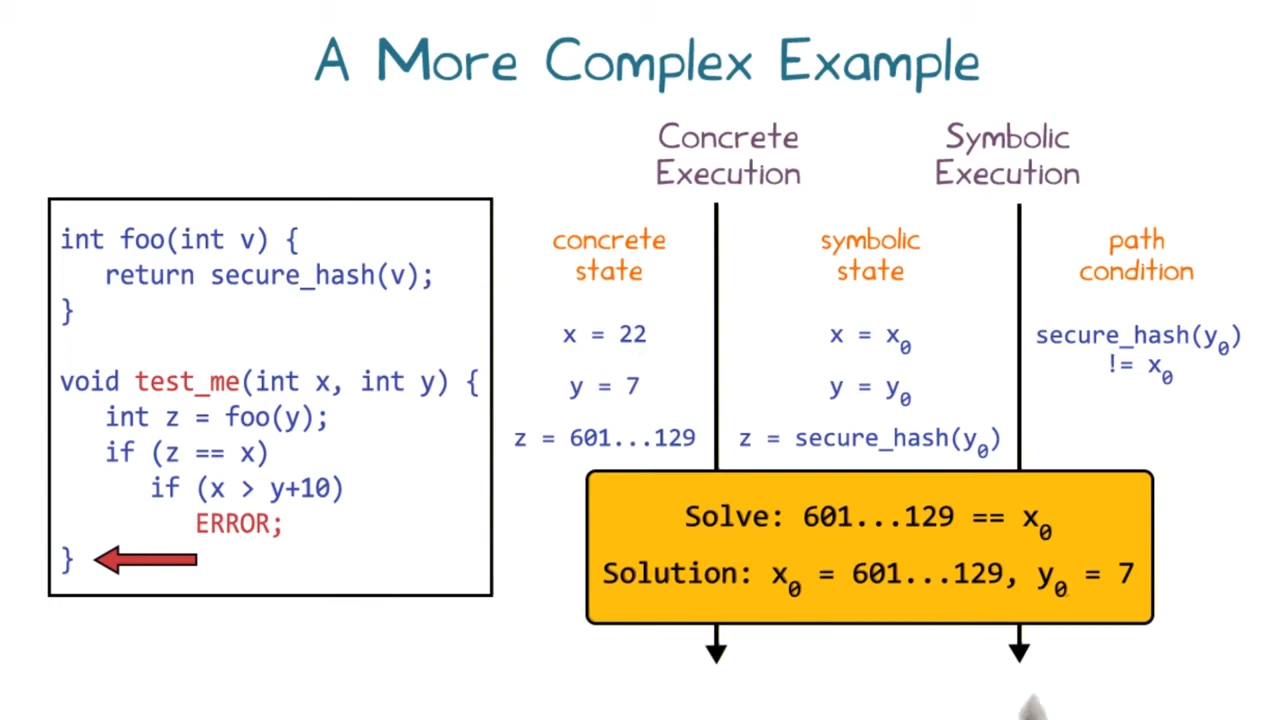 A More Complex Example
Concrete
Execution
Symbolic
Execution
int foo(int v) {
return secure_hash(v);
}
void test_me(int x, int y) {
int z = foo(y);
if (z == x)
if (x > y+10)
ERROR;
}
concrete
state
x = 22
y = 7
z = 601...129
symbolic
state
x = x₀
y = y₀
z = secure_hash(y₀)
path
condition
secure_hash(y₀)
!= x₀
Solve: 601...129 == x₀
Solution: x₀ = 601...129, y₀ = 7